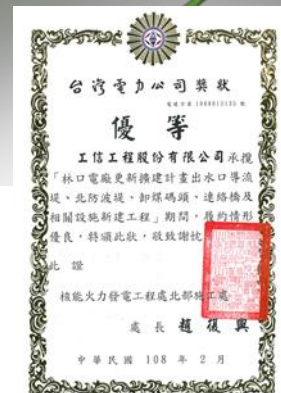 台灣電力公司獎狀
優等
工信工程股份有限公司承攬
「林口電廠更新擴建計畫出水口導流
堤、北防波堤、卸煤碼頭、連絡橋及
相關設施新建工程」期間，履約情形
優良，特頒此狀，敬致謝忱
此證
核能火力發電工程處北部施工處
處長 趙復興
中華民國 108 年 2 月